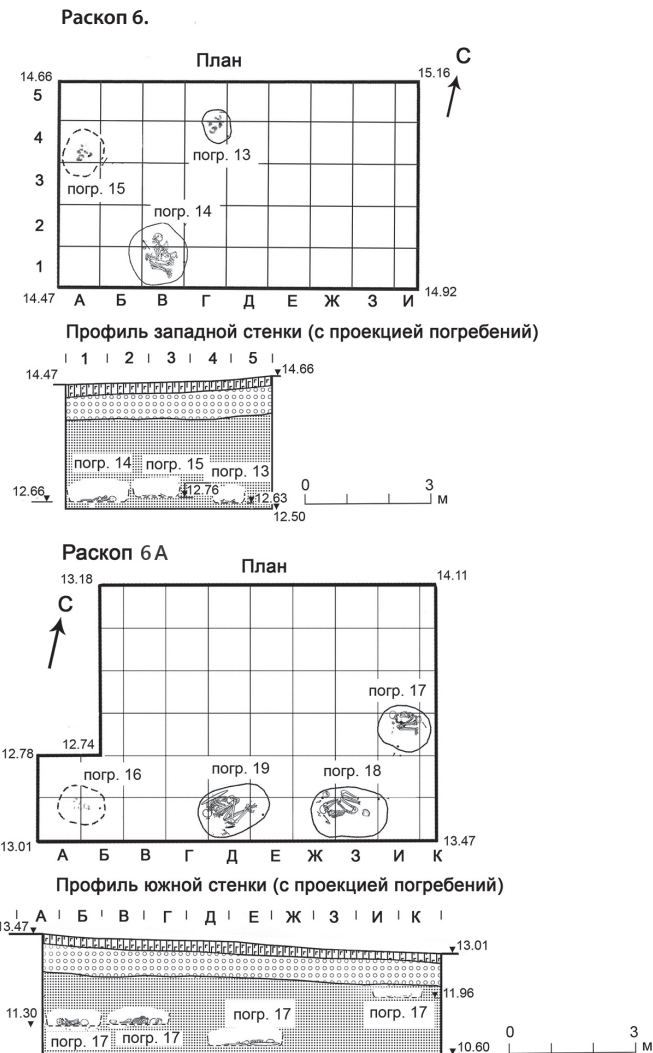 Раскоп 6.
План
С
14.66
15.16
5
4
3
2
1
погр. 13
погр. 15
погр. 14
14.47
А Б В Г Д Е Ж З И
14.92
Профиль западной стенки (с проекцией погребений)
1 2 3 4 5
14.47
14.66
погр. 14 погр. 15 погр. 13
12.66
12.76
12.63
12.50
0 3
м
Раскоп 6А
План
13.18
14.11
С
погр. 17
12.78
12.74
погр. 16
погр. 19
погр. 18
13.01
13.47
А Б В Г Д Е Ж З И К
Профиль южной стенки (с проекцией погребений)
А Б В Г Д Е Ж З И К
13.47
13.01
11.96
11.30
погр. 17
погр. 17
погр. 17
погр. 17
10.60
0 3
м